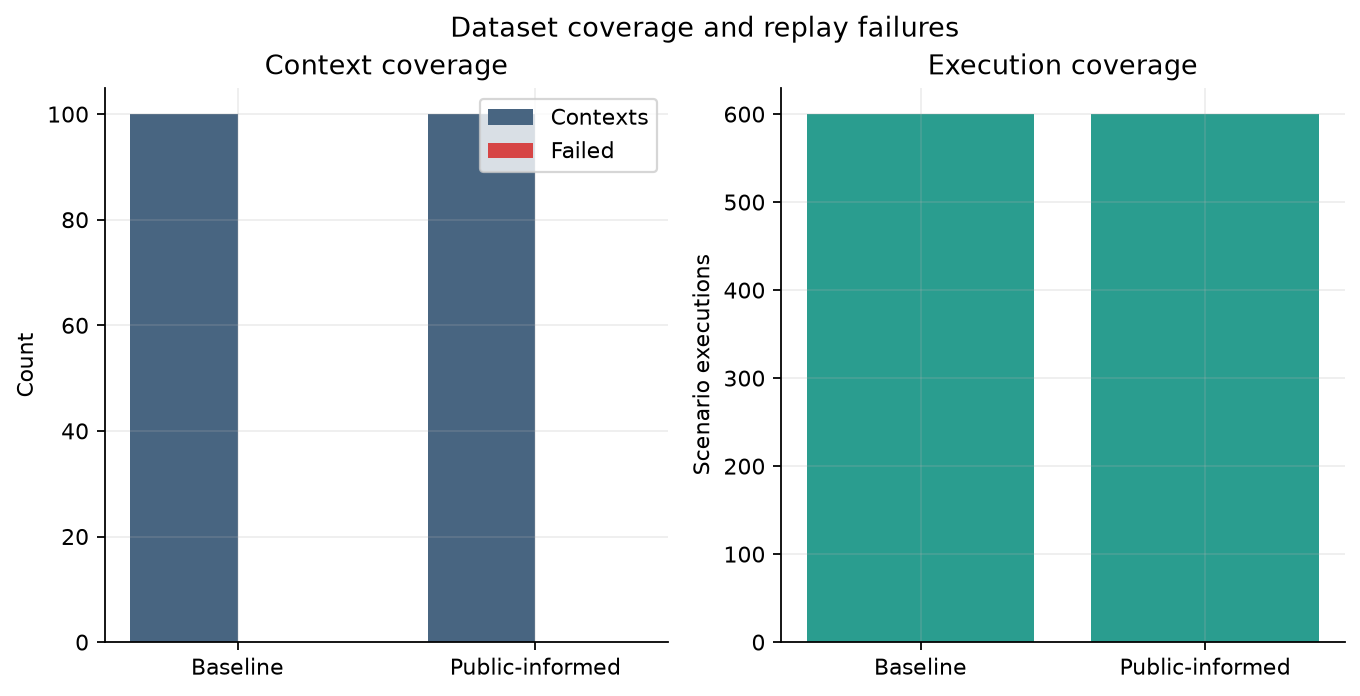 Dataset coverage and replay failures
Context coverage
Count
100
80
60
40
20
0
Baseline
Public-informed
Contexts
Failed
Execution coverage
Scenario executions
600
500
400
300
200
100
0
Baseline
Public-informed